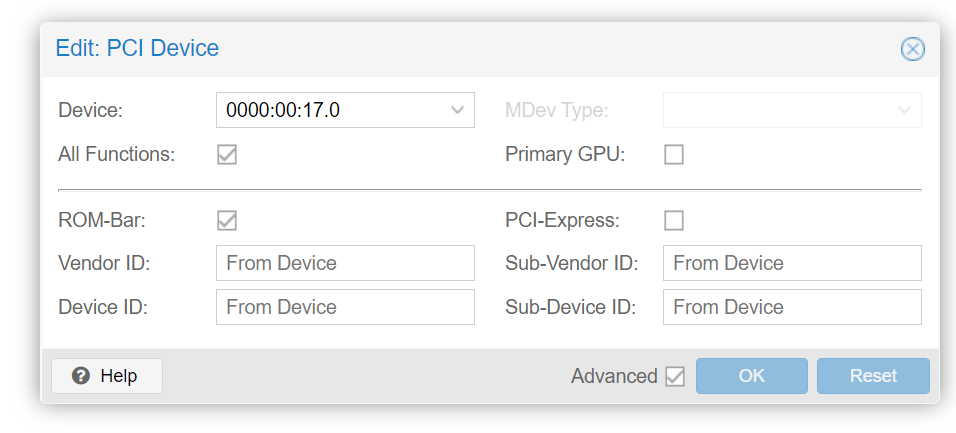 Edit: PCI Device
Device: 0000:00:17.0 MDev Type:
All Functions: Primary GPU:
ROM-Bar: PCI-Express:
Vendor ID: From Device Sub-Vendor ID: From Device
Device ID: From Device Sub-Device ID: From Device
Help Advanced OK Reset